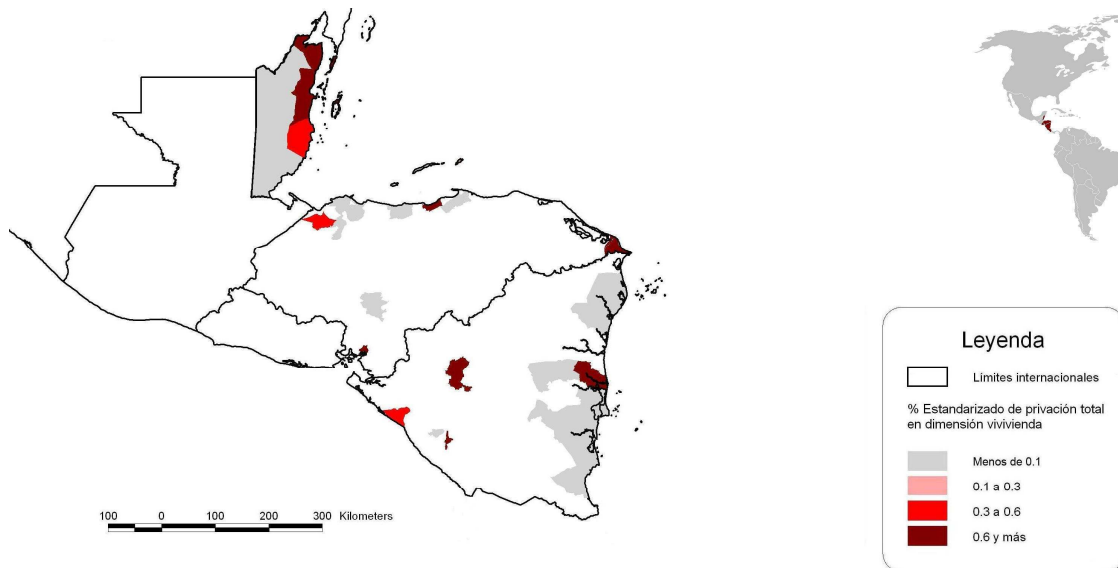 Leyenda
Límites internacionales
% Estandarizado de privación total
en dimensión vivivienda
Menos de 0.1
0.1 a 0.3
0.3 a 0.6
0.6 y más
100 0 100 200 300 Kilometers